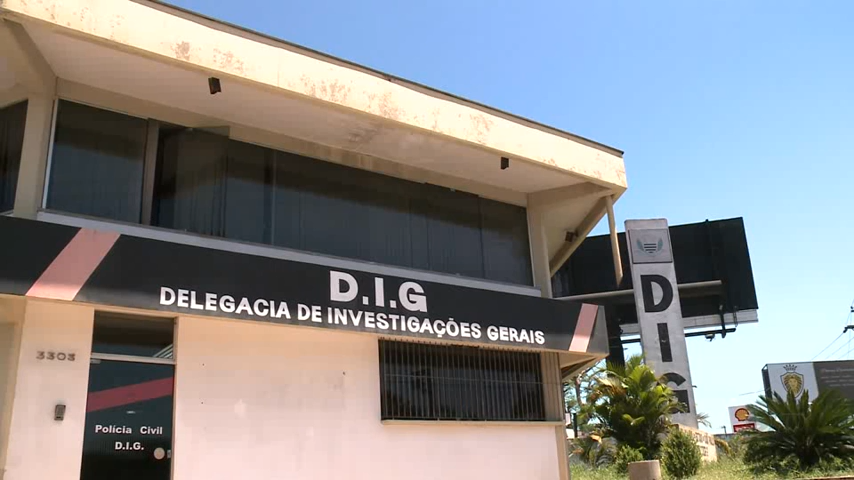 D.I.G
DELEGACIA DE INVESTIGAÇÕES GERAIS
3303
Polícia Civil
D.I.G.
D
I
G